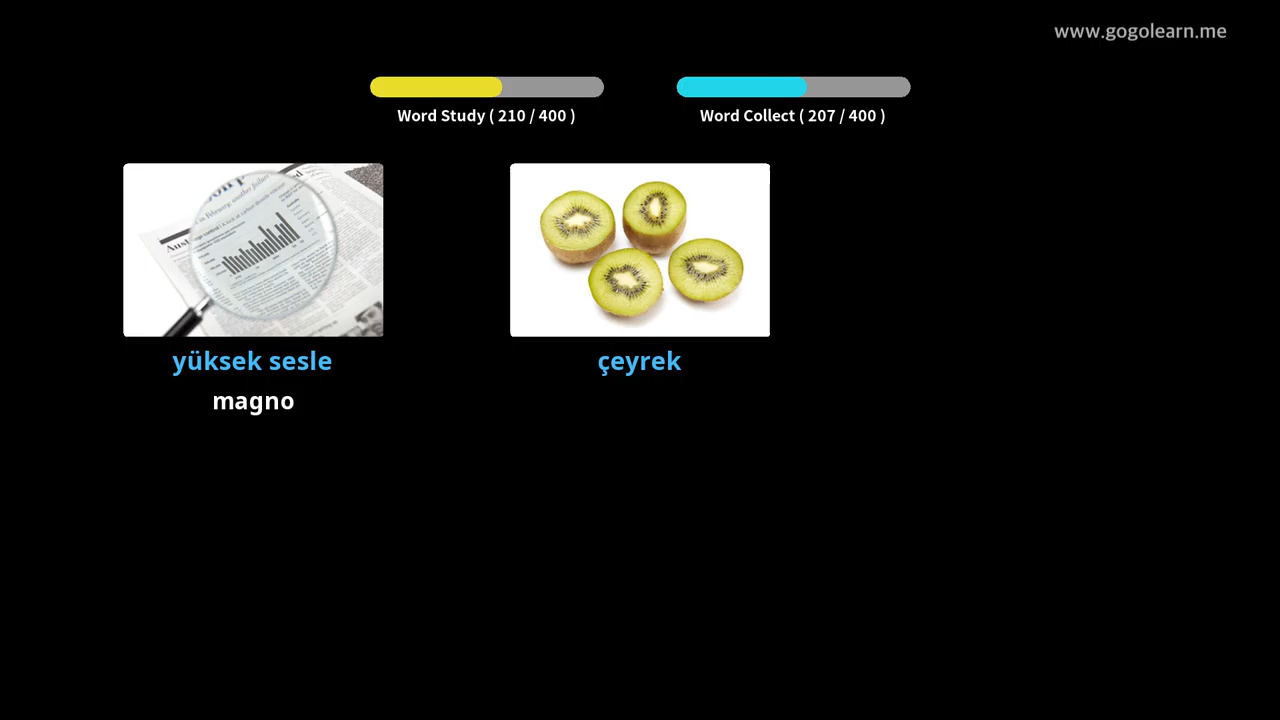 www.gogolearn.me
Word Study ( 210 / 400 )
Word Collect ( 207 / 400 )
yüksek sesle
magno
çeyrek